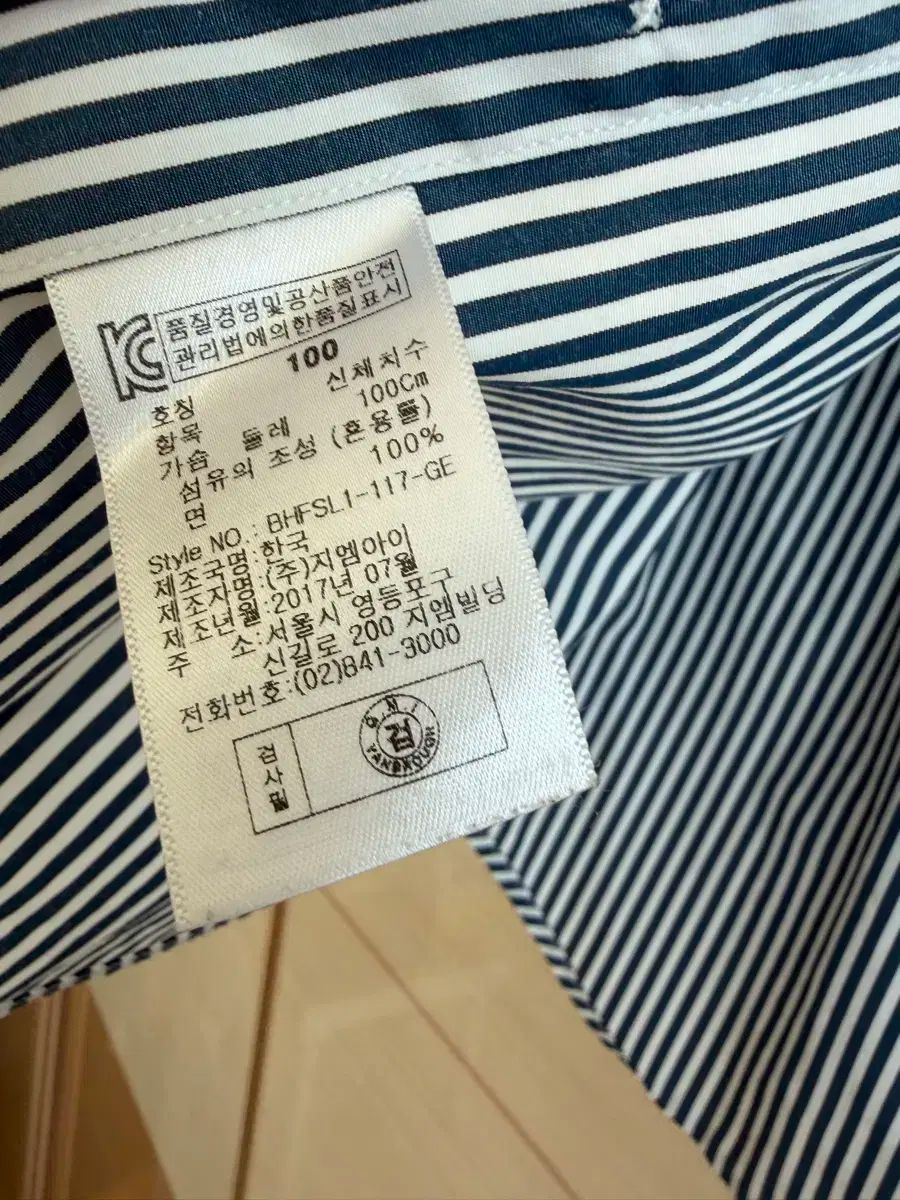 KC
품질경영및공산품안전
관리법에의한품질표시
호칭 100
항목 신체치수
가슴 둘레 100Cm
섬유의 조성 (혼용률)
면 100%
Style NO.: BHFSL1-117-GE
제조국명:한국
제조자명:(주)지엠아이
제조년월:2017년 07월
주 소:서울시 영등포구
신길로 200 지엠빌딩
전화번호:(02)841-3000
검사필
G.M.I
검
YANGKOUGH